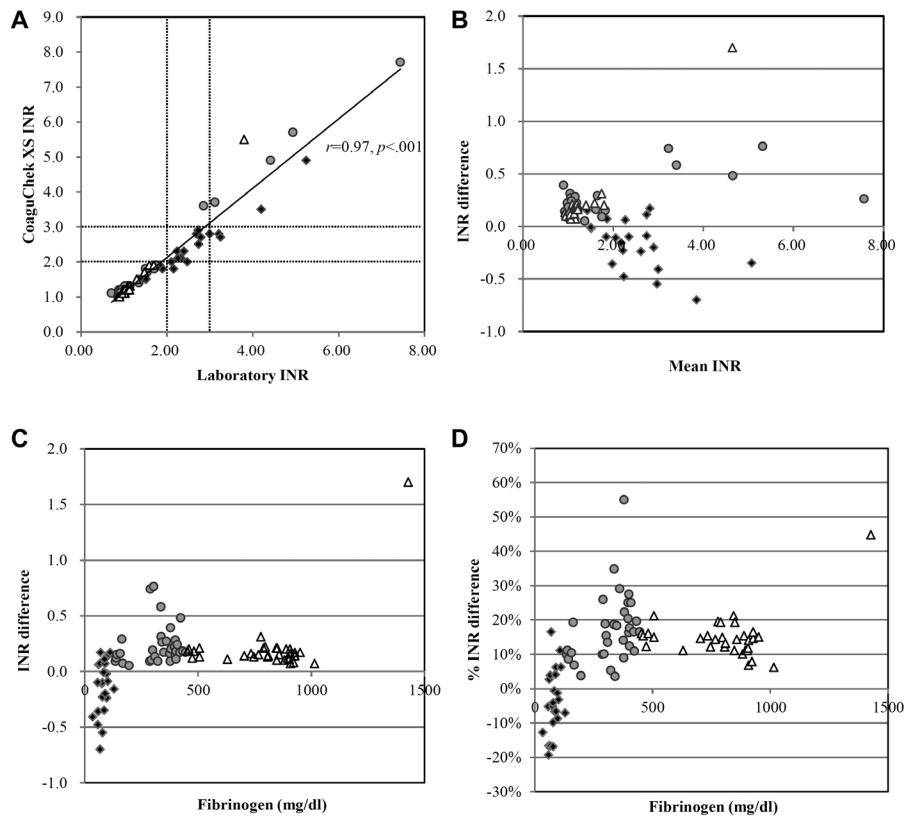 A
9.0
8.0
7.0
6.0
5.0
4.0
3.0
2.0
1.0
0.0
0.00 2.00 4.00 6.00 8.00
CoaguChek XS INR
Laboratory INR
r=0.97, p<.001
B
2.0
1.5
1.0
0.5
0.0
-0.5
-1.0
0.00 2.00 4.00 6.00 8.00
INR difference
Mean INR
C
2.0
1.5
1.0
0.5
0.0
-0.5
-1.0
0 500 1000 1500
INR difference
Fibrinogen (mg/dl)
D
70%
60%
50%
40%
30%
20%
10%
0%
-10%
-20%
-30%
0 500 1000 1500
% INR difference
Fibrinogen (mg/dl)